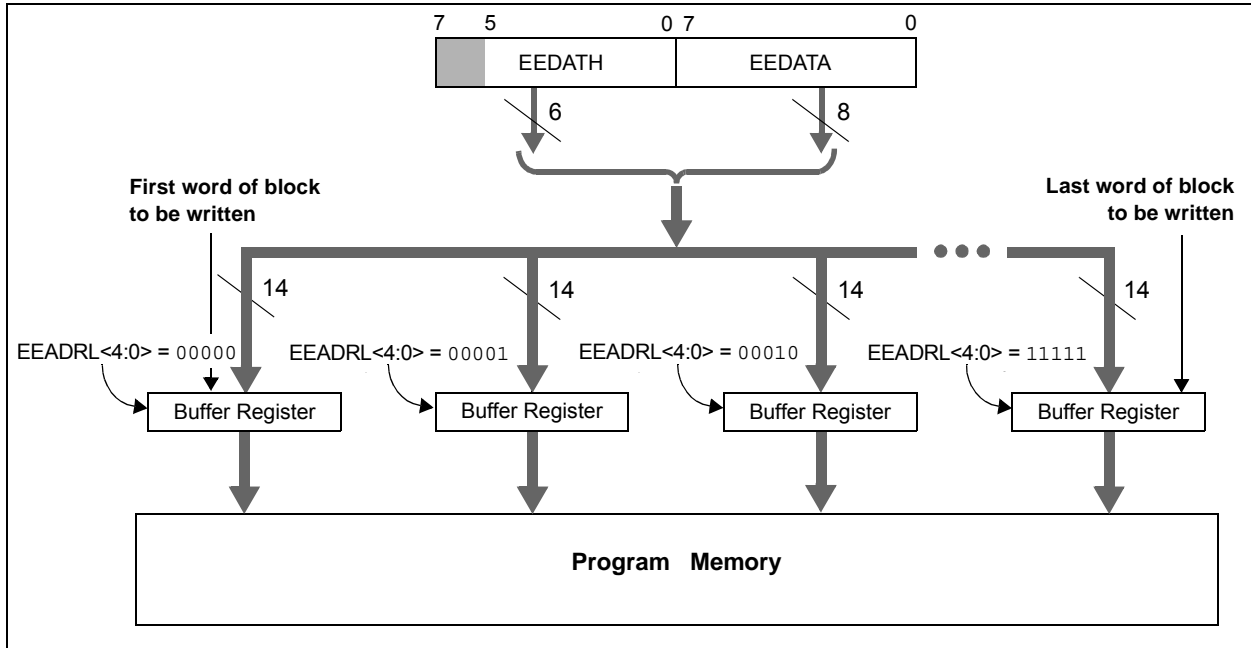 7 5 0 7 0
EEDATH EEDATA
6 8
First word of block
to be written
Last word of block
to be written
14 14 14 14
EEADRL<4:0> = 00000 EEADRL<4:0> = 00001 EEADRL<4:0> = 00010 EEADRL<4:0> = 11111
Buffer Register Buffer Register Buffer Register Buffer Register
Program Memory